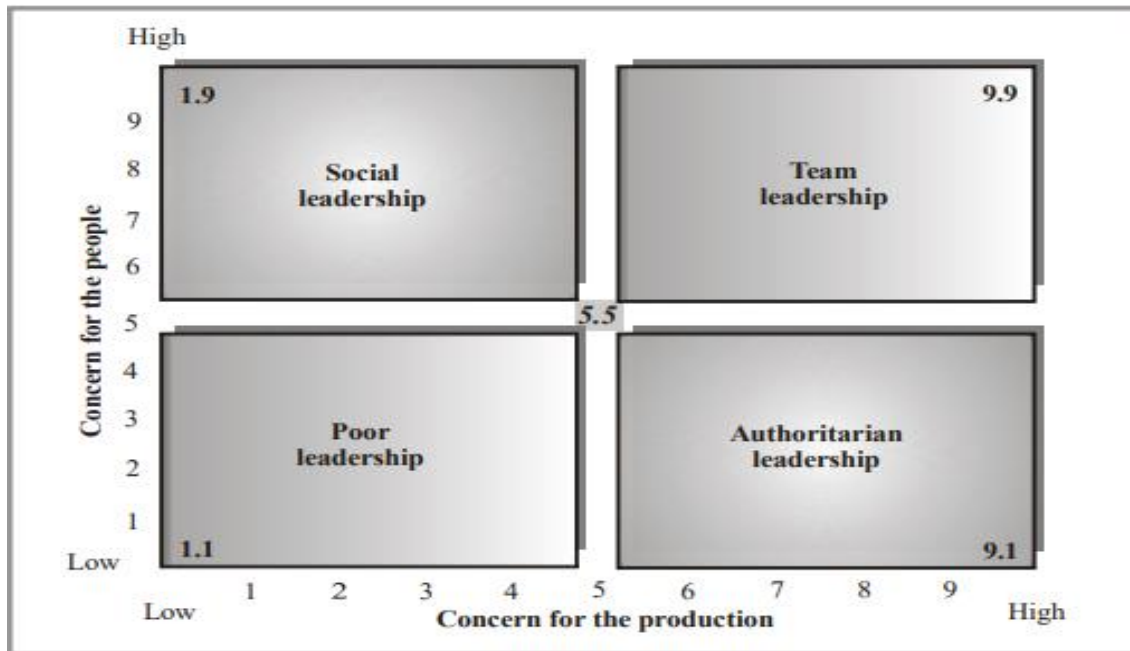 High
1.9
9.9
9
8
7
6
5
4
3
2
1
Concern for the people
Social
leadership
Team
leadership
5.5
Poor
leadership
Authoritarian
leadership
1.1
9.1
Low
1 2 3 4 5 6 7 8 9
Low
Concern for the production
High